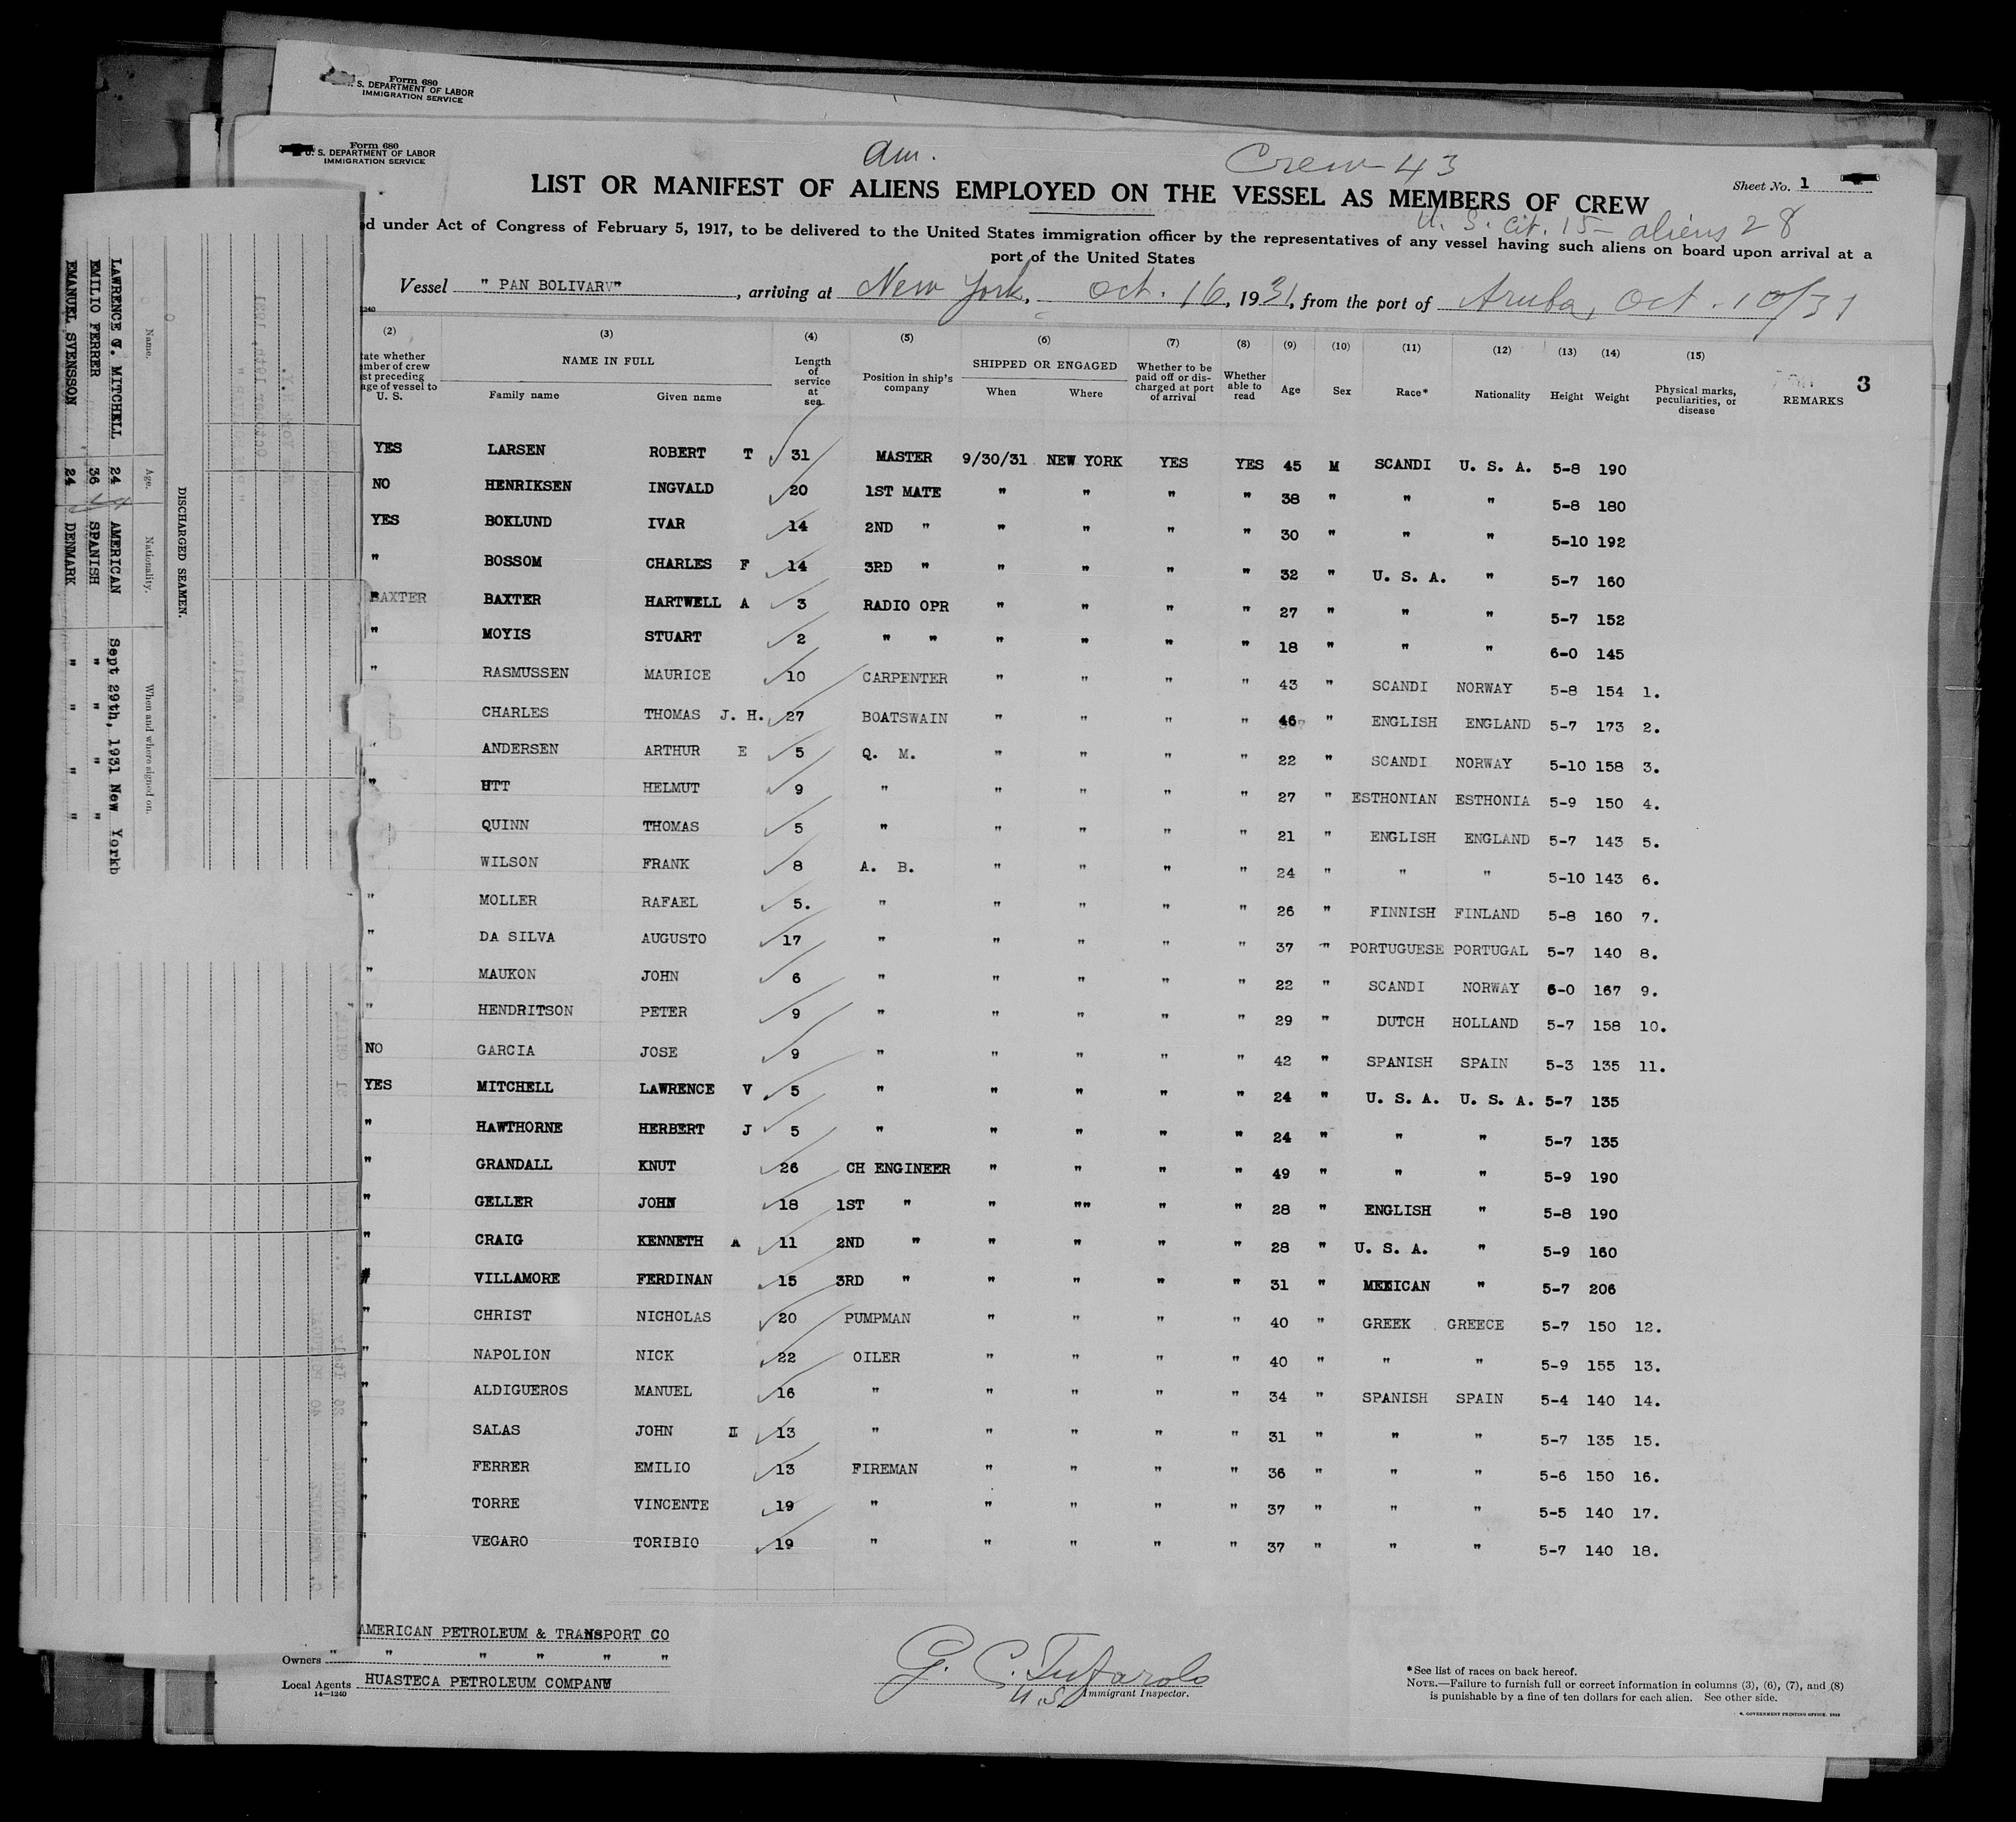 Form 680
U. S. DEPARTMENT OF LABOR
IMMIGRATION SERVICE
Form 680
U. S. DEPARTMENT OF LABOR
IMMIGRATION SERVICE
am.
Crew 43
Sheet No. 1
LIST OR MANIFEST OF ALIENS EMPLOYED ON THE VESSEL AS MEMBERS OF CREW
U. S. Cit. 15 - aliens 28
d under Act of Congress of February 5, 1917, to be delivered to the United States immigration officer by the representatives of any vessel having such aliens on board upon arrival at a
port of the United States
Vessel " PAN BOLIVAR", arriving at New York, Oct. 16, 1931, from the port of Aruba, Oct. 10/31
(2) (3) (4) (5) (6) (7) (8) (9) (10) (11) (12) (13) (14) (15)
ate whether mber of crew st preceding age of vessel to U. S.
NAME IN FULL
Family name Given name
Length of service at sea
Position in ship's company
SHIPPED OR ENGAGED
When Where
Whether to be paid off or discharged at port of arrival
Whether able to read
Age Sex Race* Nationality Height Weight
Physical marks, peculiarities, or disease
REMARKS
3
YES LARSEN ROBERT T 31 MASTER 9/30/31 NEW YORK YES YES 45 M SCANDI U. S. A. 5-8 190
NO HENRIKSEN INGVALD 20 1ST MATE " " " " 38 " " " 5-8 180
YES BOKLUND IVAR 14 2ND " " " " " 30 " " " 5-10 192
" BOSSOM CHARLES F 14 3RD " " " " " 32 " U. S. A. " 5-7 160
BAXTER BAXTER HARTWELL A 3 RADIO OPR " " " " 27 " " " 5-7 152
" MOYIS STUART 2 " " " " " " 18 " " " 6-0 145
" RASMUSSEN MAURICE 10 CARPENTER " " " " 43 " SCANDI NORWAY 5-8 154 1.
CHARLES THOMAS J. H. 27 BOATSWAIN " " " " 46 " ENGLISH ENGLAND 5-7 173 2.
" ANDERSEN ARTHUR E 5 Q. M. " " " " 22 " SCANDI NORWAY 5-10 158 3.
" UTT HELMUT 9 " " " " " 27 " ESTHONIAN ESTHONIA 5-9 150 4.
QUINN THOMAS 5 " " " " " 21 " ENGLISH ENGLAND 5-7 143 5.
WILSON FRANK 8 A. B. " " " " 24 " " " 5-10 143 6.
" MOLLER RAFAEL 5. " " " " " 26 " FINNISH FINLAND 5-8 160 7.
" DA SILVA AUGUSTO 17 " " " " " 37 " PORTUGUESE PORTUGAL 5-7 140 8.
" MAUKON JOHN 6 " " " " " 22 " SCANDI NORWAY 6-0 167 9.
" HENDRITSON PETER 9 " " " " " 29 " DUTCH HOLLAND 5-7 158 10.
NO GARCIA JOSE 9 " " " " " 42 " SPANISH SPAIN 5-3 135 11.
YES MITCHELL LAWRENCE V 5 " " " " " 24 " U. S. A. U. S. A. 5-7 135
" HAWTHORNE HERBERT J 5 " " " " " 24 " " " 5-7 135
" GRANDALL KNUT 26 CH ENGINEER " " " " 49 " " " 5-9 190
" GELLER JOHN 18 1ST " " "" " " 28 " ENGLISH " 5-8 190
" CRAIG KENNETH A 11 2ND " " " " " 28 " U. S. A. " 5-9 160
" VILLAMORE FERDINAN 15 3RD " " " " " 31 " MEXICAN " 5-7 206
" CHRIST NICHOLAS 20 PUMPMAN " " " " 40 " GREEK GREECE 5-7 150 12.
" NAPOLION NICK 22 OILER " " " " 40 " " " 5-9 155 13.
" ALDIGUEROS MANUEL 16 " " " " " 34 " SPANISH SPAIN 5-4 140 14.
" SALAS JOHN II 13 " " " " " 31 " " " 5-7 135 15.
" FERRER EMILIO 13 FIREMAN " " " " 36 " " " 5-6 150 16.
" TORRE VINCENTE 19 " " " " " 37 " " " 5-5 140 17.
" VEGARO TORIBIO 19 " " " " " 37 " " " 5-7 140 18.
AMERICAN PETROLEUM & TRANSPORT CO
Owners " " " " " "
Local Agents HUASTECA PETROLEUM COMPANY
14—1240
G. C. Tufarolo
U.S. Immigrant Inspector.
*See list of races on back hereof.
NOTE.—Failure to furnish full or correct information in columns (3), (6), (7), and (8)
is punishable by a fine of ten dollars for each alien. See other side.
DISCHARGED SEAMEN.
Name. Age. Nationality. When and where signed on.
LAWRENCE V. MITCHELL 24 AMERICAN Sept 29th, 1931 New York
EMILIO FERRER 36 SPANISH " " " "
EMANUEL SVENSSON 24 DENMARK " " " "